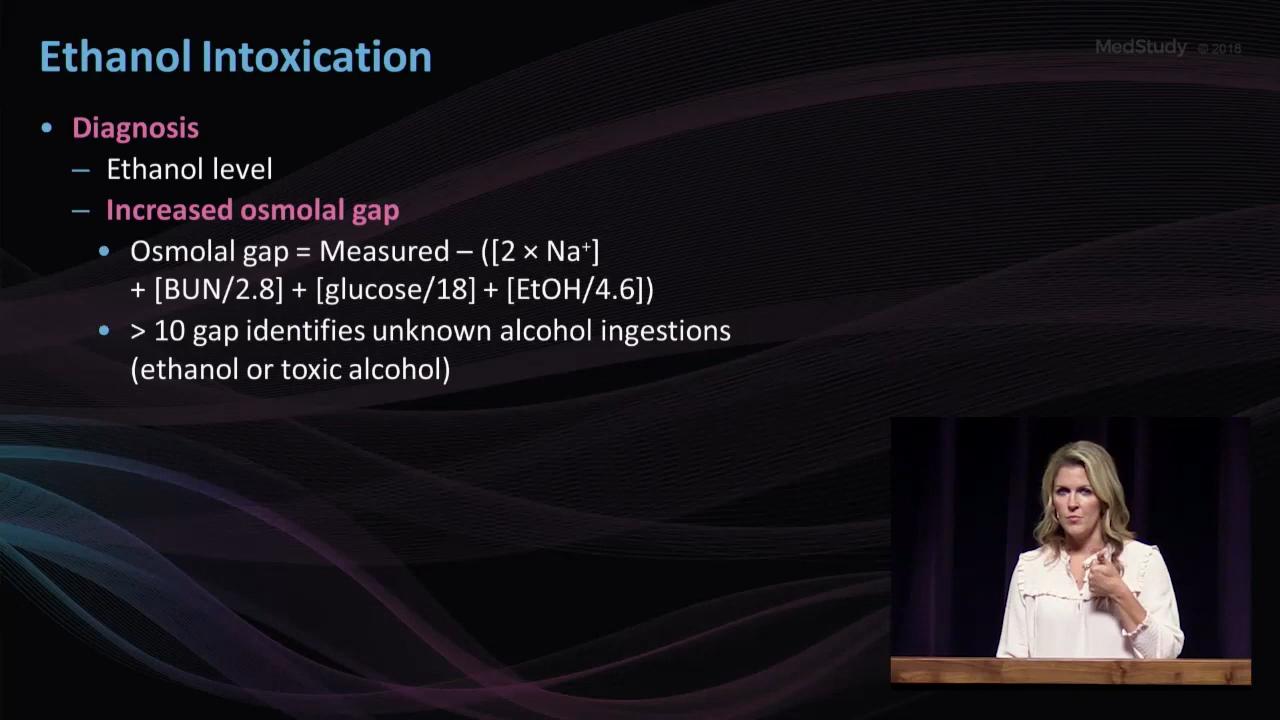 Ethanol Intoxication
MedStudy © 2018
• Diagnosis
– Ethanol level
– Increased osmolal gap
• Osmolal gap = Measured – ([2 × Na⁺]
+ [BUN/2.8] + [glucose/18] + [EtOH/4.6])
• > 10 gap identifies unknown alcohol ingestions
(ethanol or toxic alcohol)